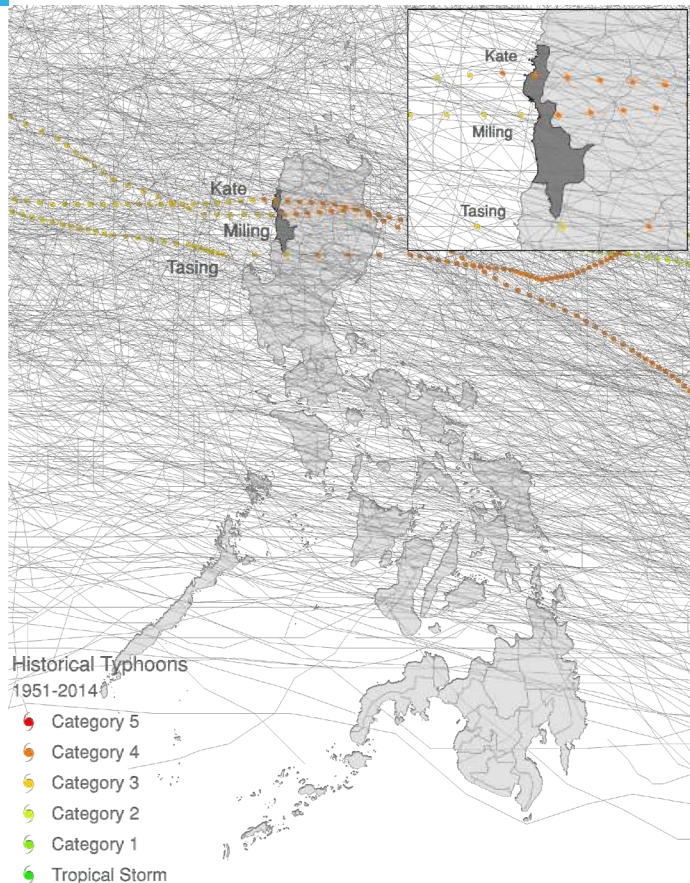 Kate
Miling
Tasing
Kate
Miling
Tasing
Historical Typhoons
1951-2014
Category 5
Category 4
Category 3
Category 2
Category 1
Tropical Storm